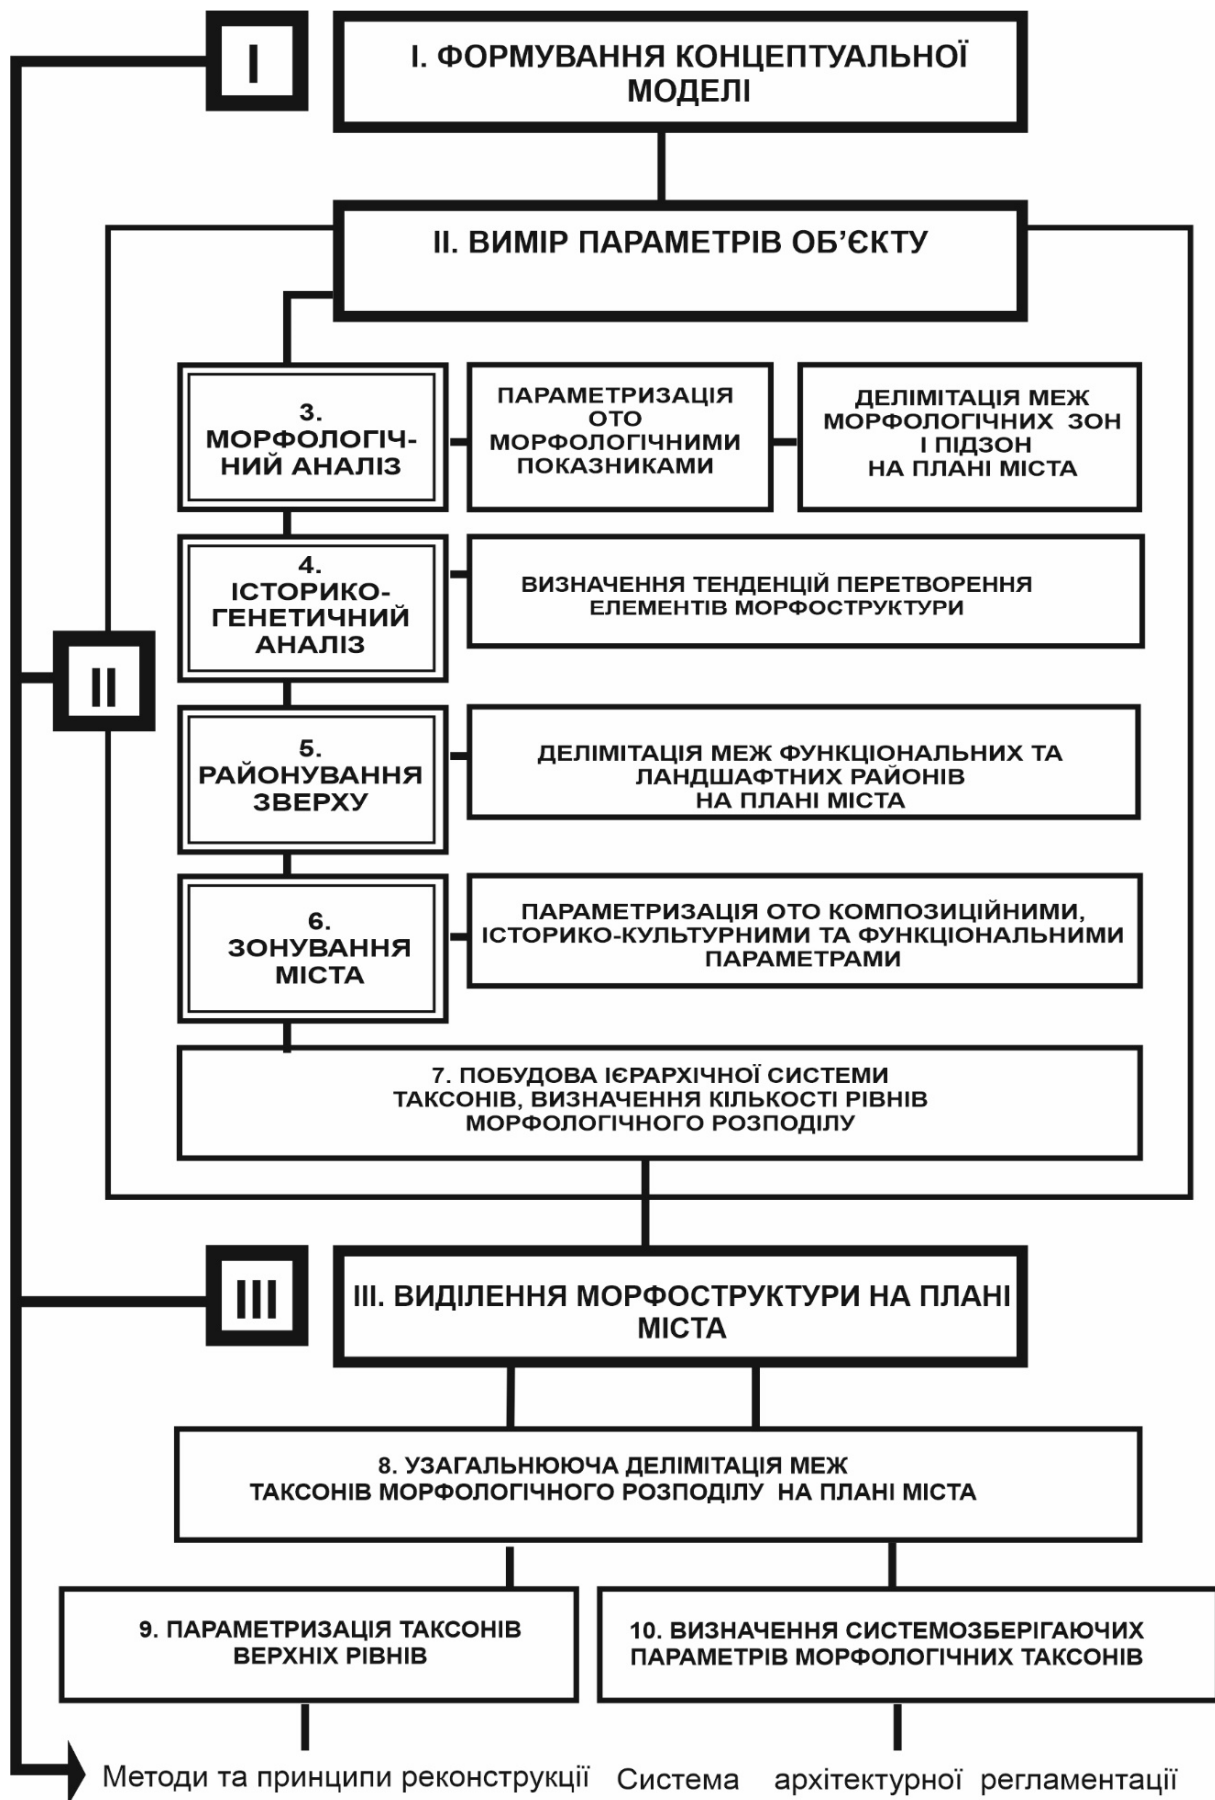 I
I. ФОРМУВАННЯ КОНЦЕПТУАЛЬНОЇ
МОДЕЛІ
II. ВИМІР ПАРАМЕТРІВ ОБ’ЄКТУ
3.
МОРФОЛОГІЧ-
НИЙ АНАЛІЗ
ПАРАМЕТРИЗАЦІЯ
ОТО
МОРФОЛОГІЧНИМИ
ПОКАЗНИКАМИ
ДЕЛІМІТАЦІЯ МЕЖ
МОРФОЛОГІЧНИХ ЗОН
І ПІДЗОН
НА ПЛАНІ МІСТА
4.
ІСТОРИКО-
ГЕНЕТИЧНИЙ
АНАЛІЗ
ВИЗНАЧЕННЯ ТЕНДЕНЦІЙ ПЕРЕТВОРЕННЯ
ЕЛЕМЕНТІВ МОРФОСТРУКТУРИ
II
5.
РАЙОНУВАННЯ
ЗВЕРХУ
ДЕЛІМІТАЦІЯ МЕЖ ФУНКЦІОНАЛЬНИХ ТА
ЛАНДШАФТНИХ РАЙОНІВ
НА ПЛАНІ МІСТА
6.
ЗОНУВАННЯ
МІСТА
ПАРАМЕТРИЗАЦІЯ ОТО КОМПОЗИЦІЙНИМИ,
ІСТОРИКО-КУЛЬТУРНИМИ ТА ФУНКЦІОНАЛЬНИМИ
ПАРАМЕТРАМИ
7. ПОБУДОВА ІЄРАРХІЧНОЇ СИСТЕМИ
ТАКСОНІВ, ВИЗНАЧЕННЯ КІЛЬКОСТІ РІВНІВ
МОРФОЛОГІЧНОГО РОЗПОДІЛУ
III
III. ВИДІЛЕННЯ МОРФОСТРУКТУРИ НА ПЛАНІ
МІСТА
8. УЗАГАЛЬНЮЮЧА ДЕЛІМІТАЦІЯ МЕЖ
ТАКСОНІВ МОРФОЛОГІЧНОГО РОЗПОДІЛУ НА ПЛАНІ МІСТА
9. ПАРАМЕТРИЗАЦІЯ ТАКСОНІВ
ВЕРХНІХ РІВНІВ
10. ВИЗНАЧЕННЯ СИСТЕМОЗБЕРІГАЮЧИХ
ПАРАМЕТРІВ МОРФОЛОГІЧНИХ ТАКСОНІВ
Методи та принципи реконструкції
Система архітектурної регламентації